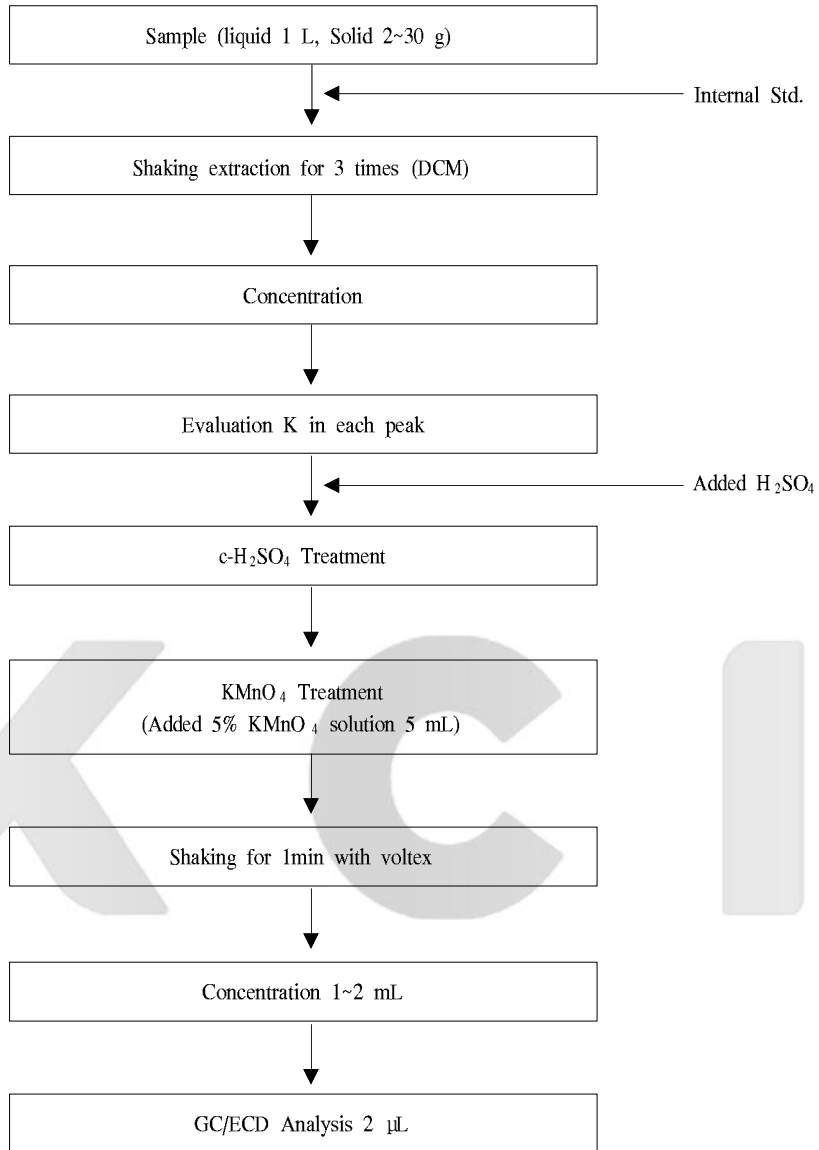 Sample (liquid 1 L, Solid 2~30 g)
Internal Std.
Shaking extraction for 3 times (DCM)
Concentration
Evaluation K in each peak
Added H₂SO₄
c-H₂SO₄ Treatment
KMnO₄ Treatment
(Added 5% KMnO₄ solution 5 mL)
Shaking for 1min with voltex
Concentration 1~2 mL
GC/ECD Analysis 2 μL
KCI